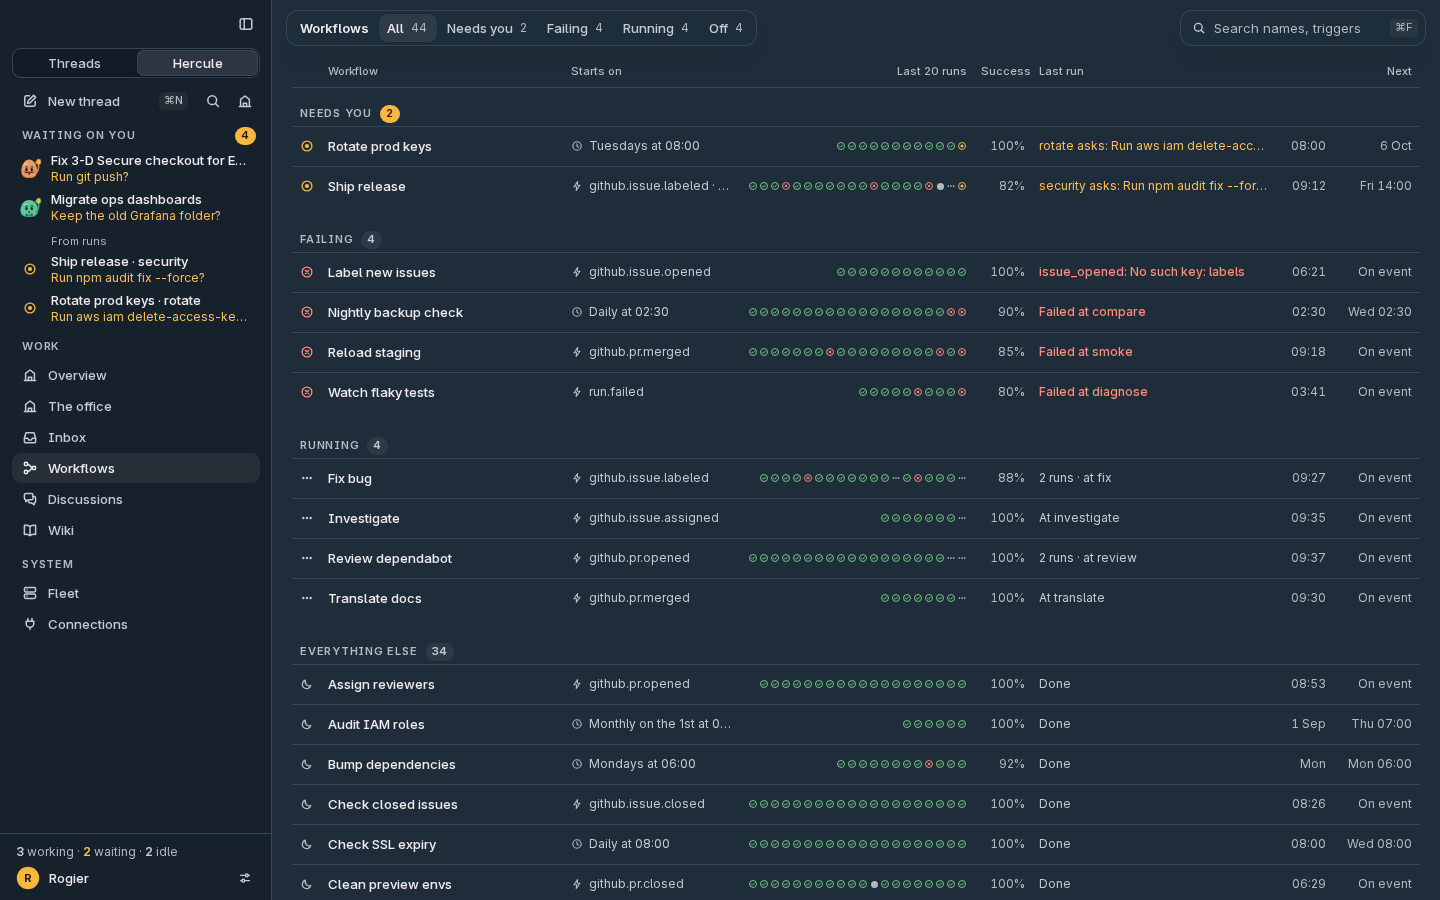 Threads
Hercule
New thread
⌘N
WAITING ON YOU 4
Fix 3-D Secure checkout for E…
Run git push?
Migrate ops dashboards
Keep the old Grafana folder?
From runs
Ship release · security
Run npm audit fix --force?
Rotate prod keys · rotate
Run aws iam delete-access-ke…
WORK
Overview
The office
Inbox
Workflows
Discussions
Wiki
SYSTEM
Fleet
Connections
3 working · 2 waiting · 2 idle
R Rogier
Workflows All 44 Needs you 2 Failing 4 Running 4 Off 4
Search names, triggers ⌘F
Workflow Starts on Last 20 runs Success Last run Next
NEEDS YOU 2
Rotate prod keys Tuesdays at 08:00 100% rotate asks: Run aws iam delete-acc… 08:00 6 Oct
Ship release github.issue.labeled · … 82% security asks: Run npm audit fix --for… 09:12 Fri 14:00
FAILING 4
Label new issues github.issue.opened 100% issue_opened: No such key: labels 06:21 On event
Nightly backup check Daily at 02:30 90% Failed at compare 02:30 Wed 02:30
Reload staging github.pr.merged 85% Failed at smoke 09:18 On event
Watch flaky tests run.failed 80% Failed at diagnose 03:41 On event
RUNNING 4
Fix bug github.issue.labeled 88% 2 runs · at fix 09:27 On event
Investigate github.issue.assigned 100% At investigate 09:35 On event
Review dependabot github.pr.opened 100% 2 runs · at review 09:37 On event
Translate docs github.pr.merged 100% At translate 09:30 On event
EVERYTHING ELSE 34
Assign reviewers github.pr.opened 100% Done 08:53 On event
Audit IAM roles Monthly on the 1st at 0… 100% Done 1 Sep Thu 07:00
Bump dependencies Mondays at 06:00 92% Done Mon Mon 06:00
Check closed issues github.issue.closed 100% Done 08:26 On event
Check SSL expiry Daily at 08:00 100% Done 08:00 Wed 08:00
Clean preview envs github.pr.closed 100% Done 06:29 On event